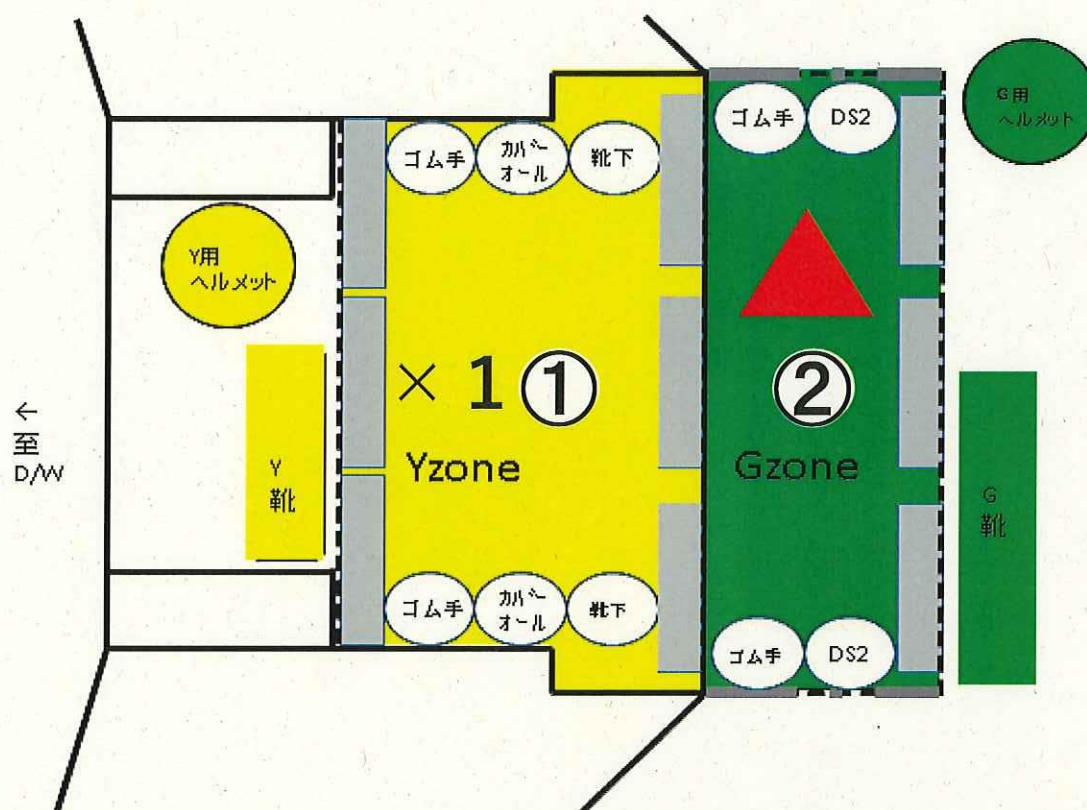 ゴム手
カバー
オール
靴下
ゴム手
DS2
G用
ヘルメット
Y用
ヘルメット
×1①
②
Yzone
Gzone
←
至
D/W
Y
靴
G
靴
ゴム手
カバー
オール
靴下
ゴム手
DS2